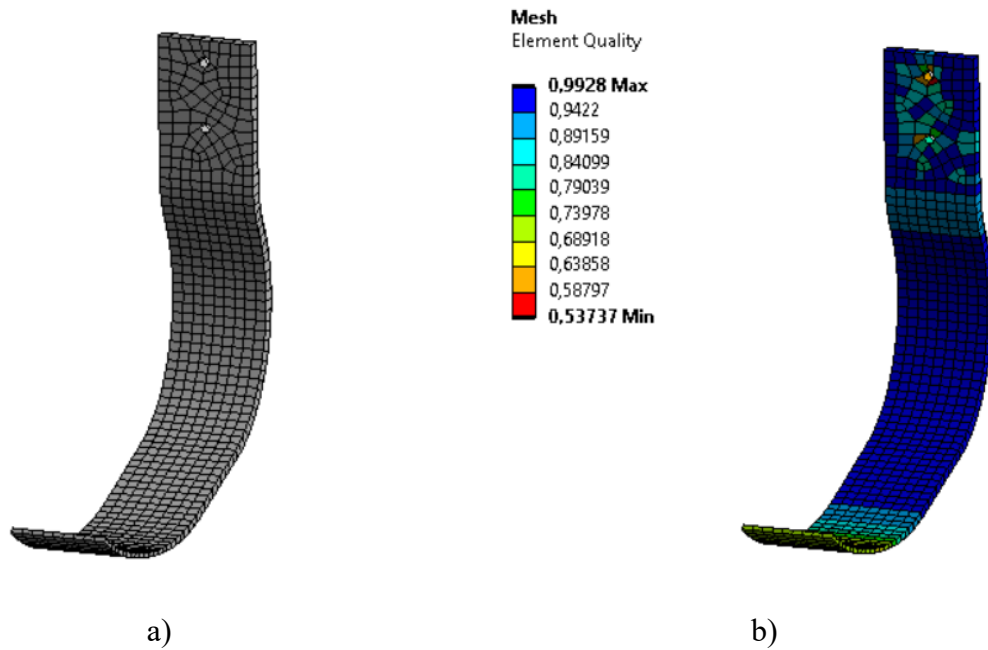 Mesh
Element Quality
0,9928 Max
0,9422
0,89159
0,84099
0,79039
0,73978
0,68918
0,63858
0,58797
0,53737 Min
a)
b)